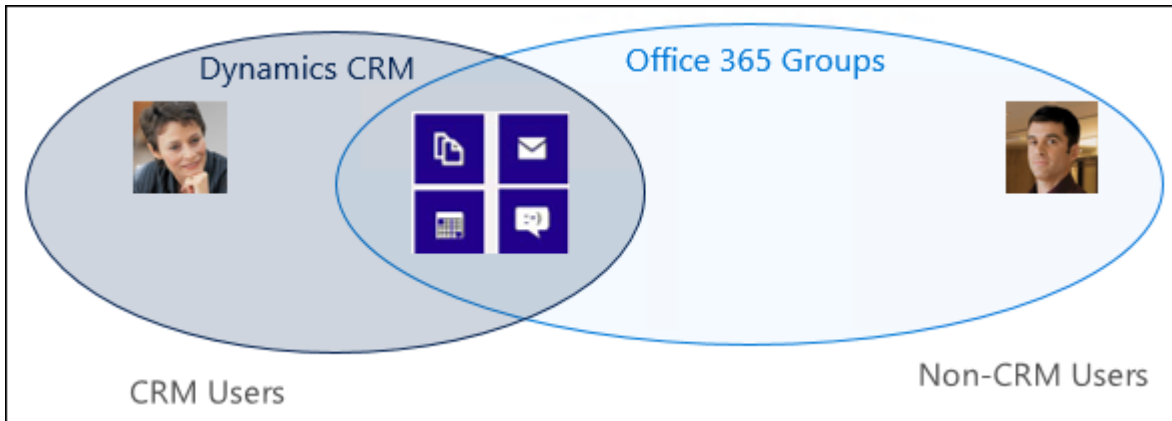 Dynamics CRM
Office 365 Groups
:-)
CRM Users
Non-CRM Users